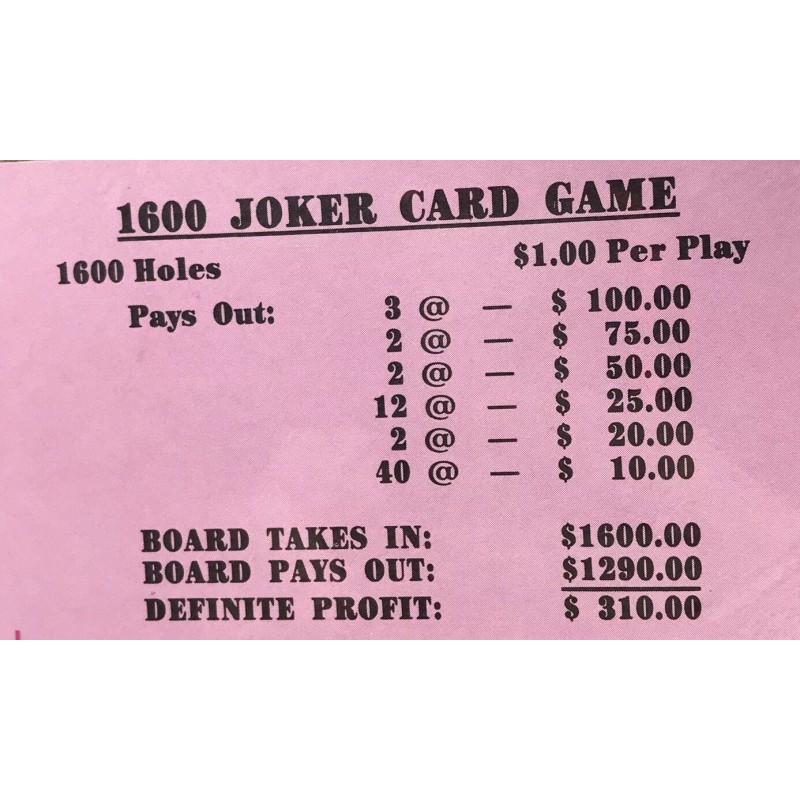 1600 JOKER CARD GAME
1600 Holes $1.00 Per Play
Pays Out: 3 @ — $ 100.00
2 @ — $ 75.00
2 @ — $ 50.00
12 @ — $ 25.00
2 @ — $ 20.00
40 @ — $ 10.00
BOARD TAKES IN: $1600.00
BOARD PAYS OUT: $1290.00
DEFINITE PROFIT: $ 310.00